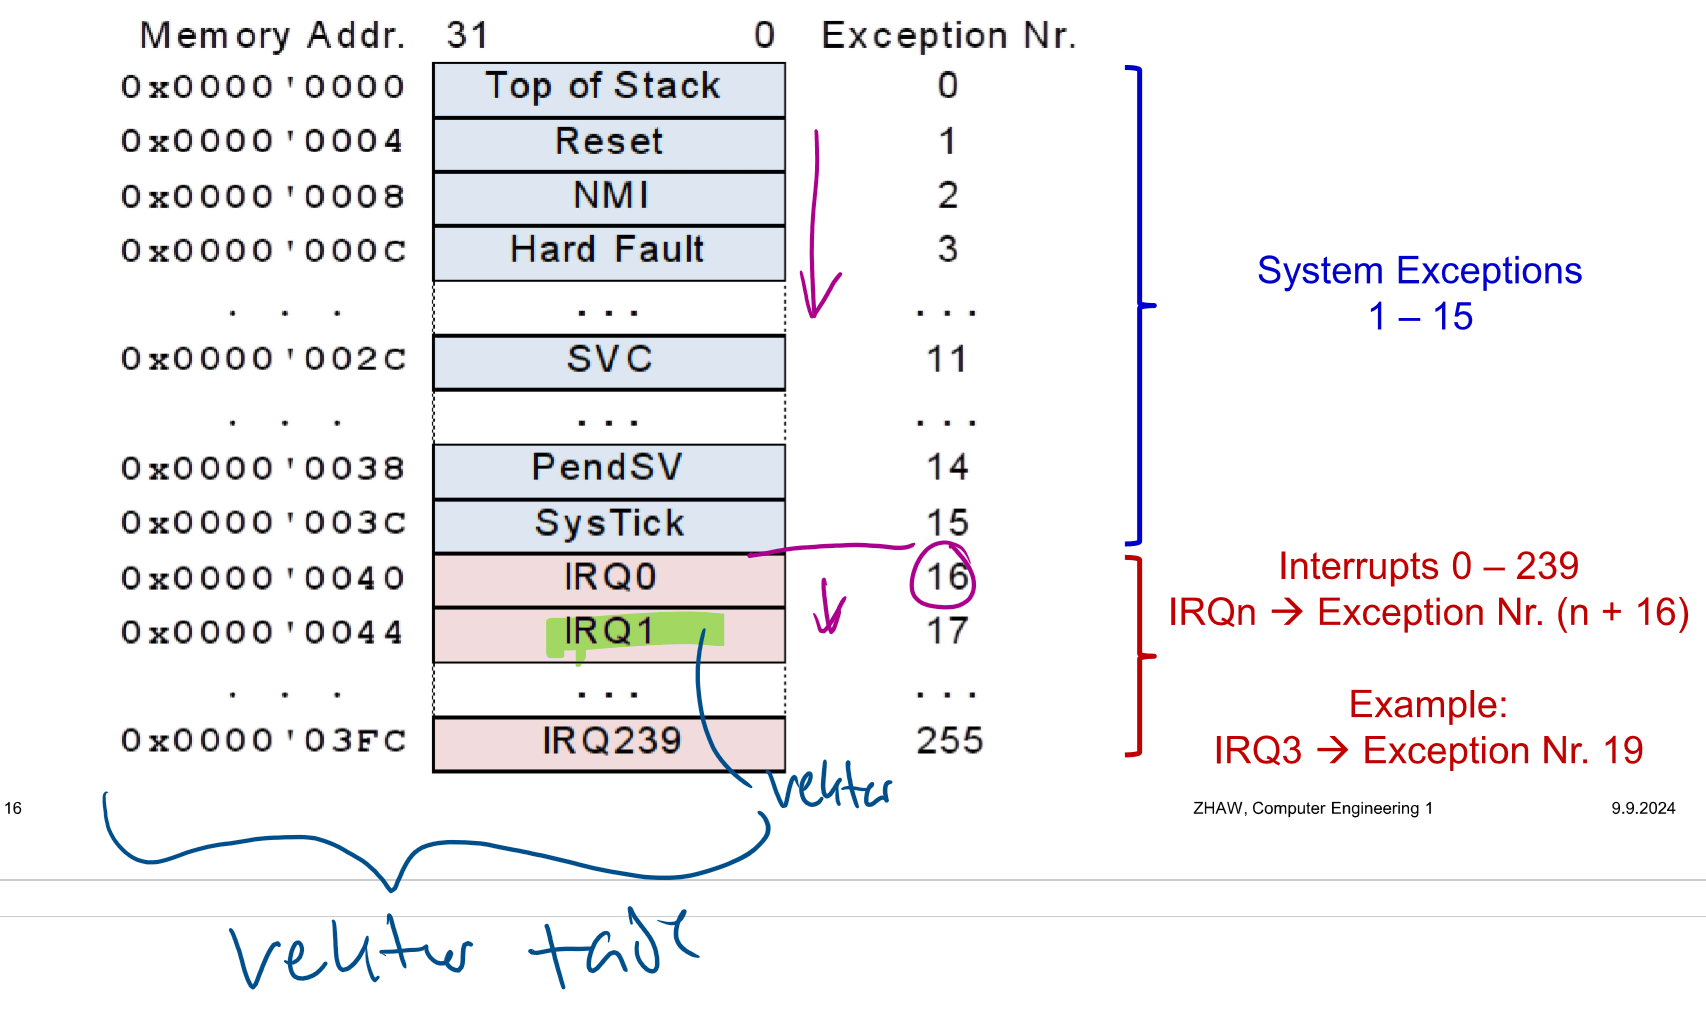 Memory Addr. 31 0 Exception Nr.
0x0000'0000 Top of Stack 0
0x0000'0004 Reset 1
0x0000'0008 NMI 2
0x0000'000C Hard Fault 3
. . . ... ...
0x0000'002C SVC 11
. . . ... ...
0x0000'0038 PendSV 14
0x0000'003C SysTick 15
0x0000'0040 IRQ0 16
0x0000'0044 IRQ1 17
. . . ... ...
0x0000'03FC IRQ239 255
System Exceptions
1 – 15
Interrupts 0 – 239
IRQn → Exception Nr. (n + 16)
Example:
IRQ3 → Exception Nr. 19
vektor
16 ZHAW, Computer Engineering 1 9.9.2024
vektor